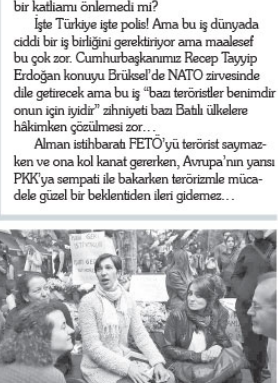 bir katliamı önlemedi mi?
İşte Türkiye işte polis! Ama bu iş dünyada
ciddi bir iş birliğini gerektiriyor ama maalesef
bu çok zor. Cumhurbaşkanımız Recep Tayyip
Erdoğan konuyu Brüksel’de NATO zirvesinde
dile getirecek ama bu iş “bazı teröristler benimdir
onun için iyidir” zihniyeti bazı Batılı ülkelere
hâkimken çözülmesi zor…
Alman istihbaratı FETÖ’yü terörist saymaz-
ken ve ona kol kanat gererken, Avrupa’nın yarısı
PKK’ya sempati ile bakarken terörizmle müca-
dele güzel bir beklentiden ileri gidemez…